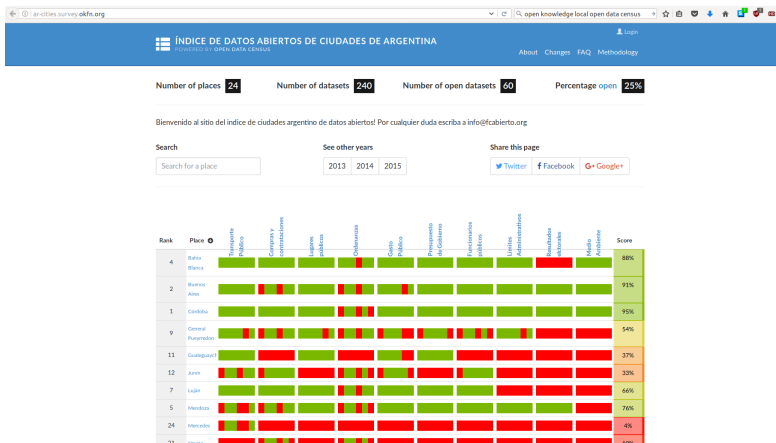 ar-cities.survey.okfn.org
open knowledge local open data census
ÍNDICE DE DATOS ABIERTOS DE CIUDADES DE ARGENTINA
POWERED BY OPEN DATA CENSUS
Login
About Changes FAQ Methodology
Number of places 24 Number of datasets 240 Number of open datasets 60 Percentage open 25%
Bienvenido al sitio del indice de ciudades argentino de datos abiertos! Por cualquier duda escriba a info@fcabierto.org
Search See other years Share this page
Search for a place 2013 2014 2015 Twitter Facebook G+ Google+
Rank Place Transporte Público Compras y contrataciones Lugares públicos Ordenanzas Gasto Público Presupuesto de Gobierno Funcionarios públicos Límites Administrativos Resultados electorales Medio Ambiente Score
4 Bahía Blanca 88%
2 Buenos Aires 91%
1 Córdoba 95%
9 General Pueyrredon 54%
11 Gualeguaych 37%
12 Junín 33%
7 Luján 66%
5 Mendoza 76%
24 Mercedes 4%